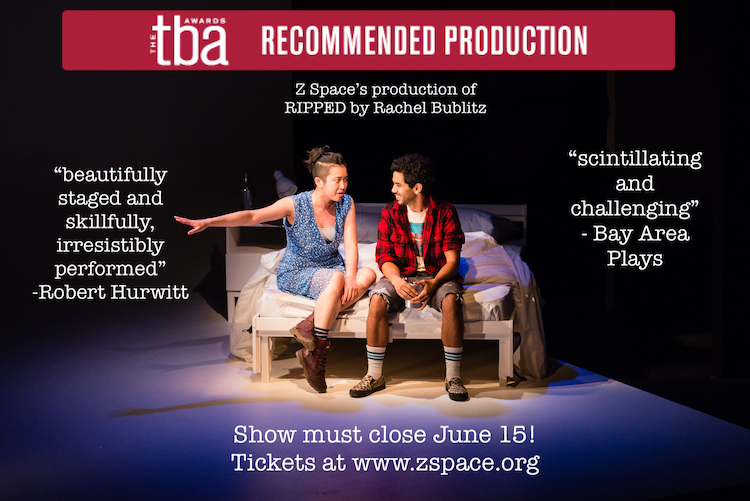 THE tba AWARDS RECOMMENDED PRODUCTION
Z Space's production of
RIPPED by Rachel Bublitz
“beautifully
staged and
skillfully,
irresistibly
performed”
-Robert Hurwitt
“scintillating
and
challenging”
- Bay Area
Plays
Show must close June 15!
Tickets at www.zspace.org